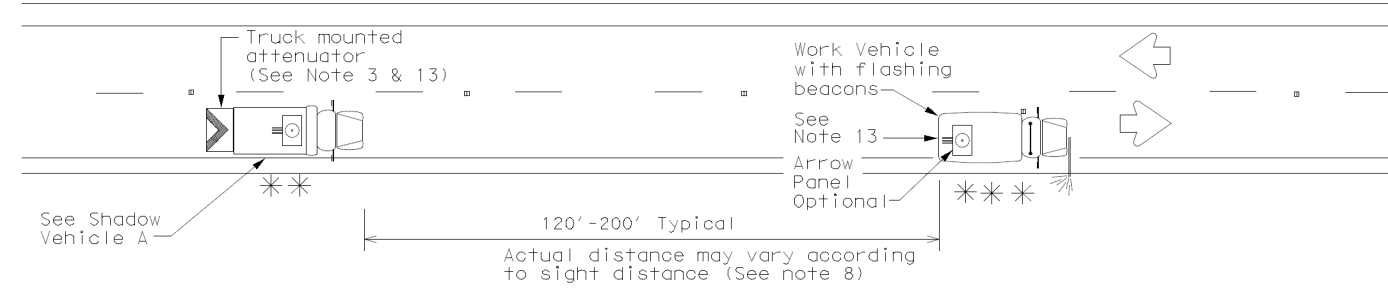 Truck mounted
attenuator
(See Note 3 & 13)
Work Vehicle
with flashing
beacons
See
Note 13
Arrow
Panel
Optional
See Shadow
Vehicle A
120'-200' Typical
Actual distance may vary according
to sight distance (See note 8)